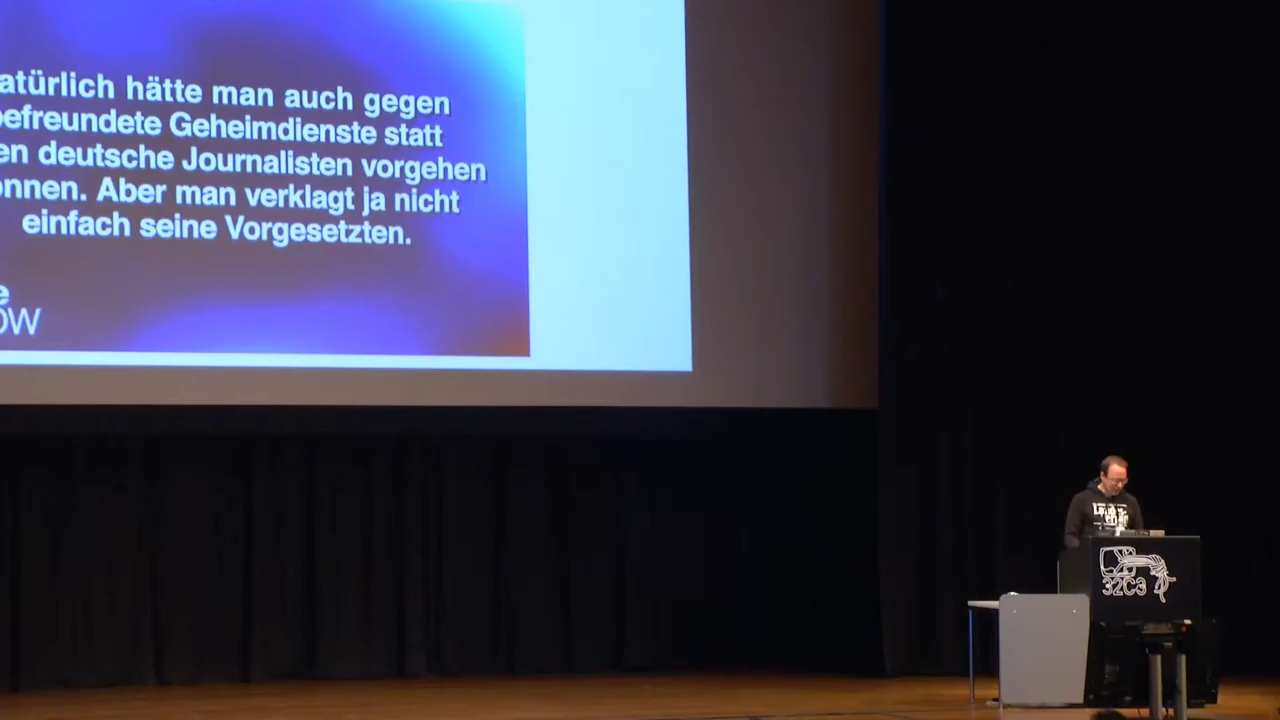 atürlich hätte man auch gegen
befreundete Geheimdienste statt
en deutsche Journalisten vorgehen
onnen. Aber man verklagt ja nicht
einfach seine Vorgesetzten.
e
OW
32C3